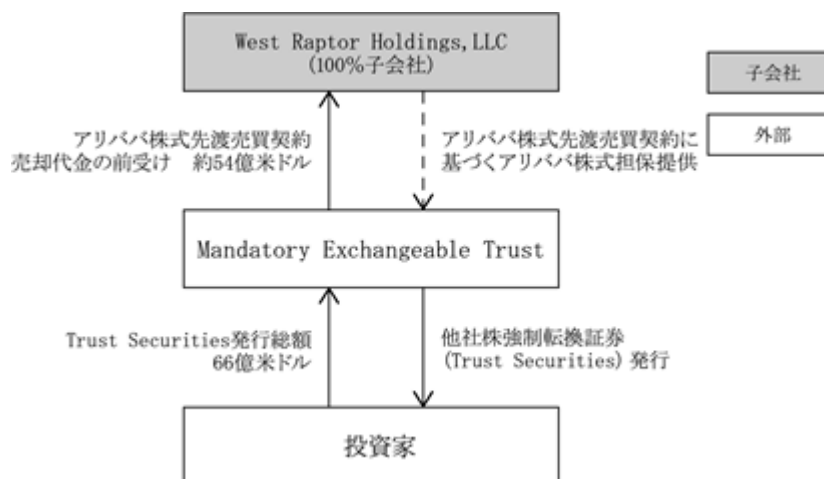 West Raptor Holdings,LLC
(100%子会社)
子会社
外部
アリババ株式先渡売買契約
売却代金の前受け 約54億米ドル
アリババ株式先渡売買契約に
基づくアリババ株式担保提供
Mandatory Exchangeable Trust
Trust Securities発行総額
66億米ドル
他社株強制転換証券
(Trust Securities) 発行
投資家